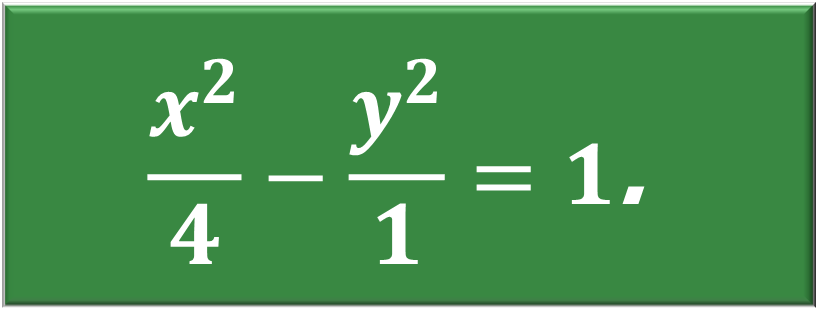 x²/4 − y²/1 = 1.